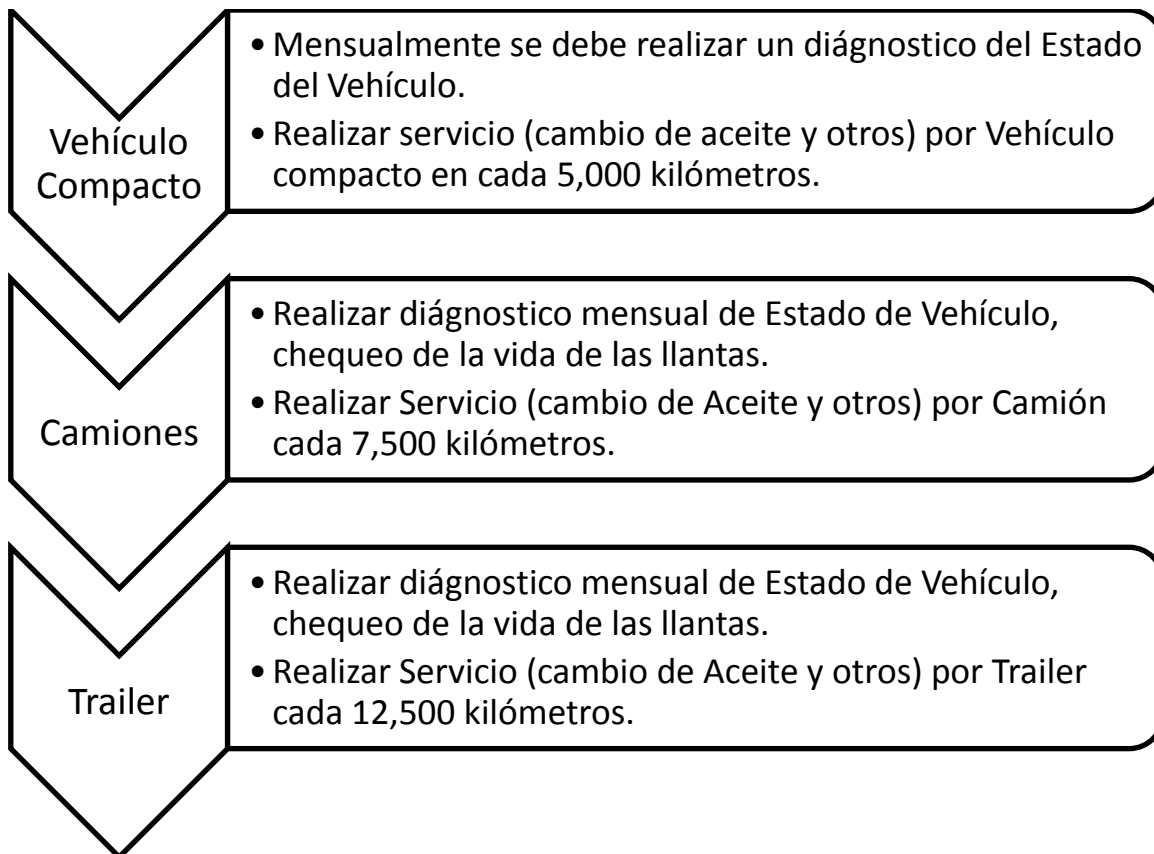 Vehículo
Compacto
• Mensualmente se debe realizar un diágnostico del Estado
del Vehículo.
• Realizar servicio (cambio de aceite y otros) por Vehículo
compacto en cada 5,000 kilómetros.
Camiones
• Realizar diágnostico mensual de Estado de Vehículo,
chequeo de la vida de las llantas.
• Realizar Servicio (cambio de Aceite y otros) por Camión
cada 7,500 kilómetros.
Trailer
• Realizar diágnostico mensual de Estado de Vehículo,
chequeo de la vida de las llantas.
• Realizar Servicio (cambio de Aceite y otros) por Trailer
cada 12,500 kilómetros.